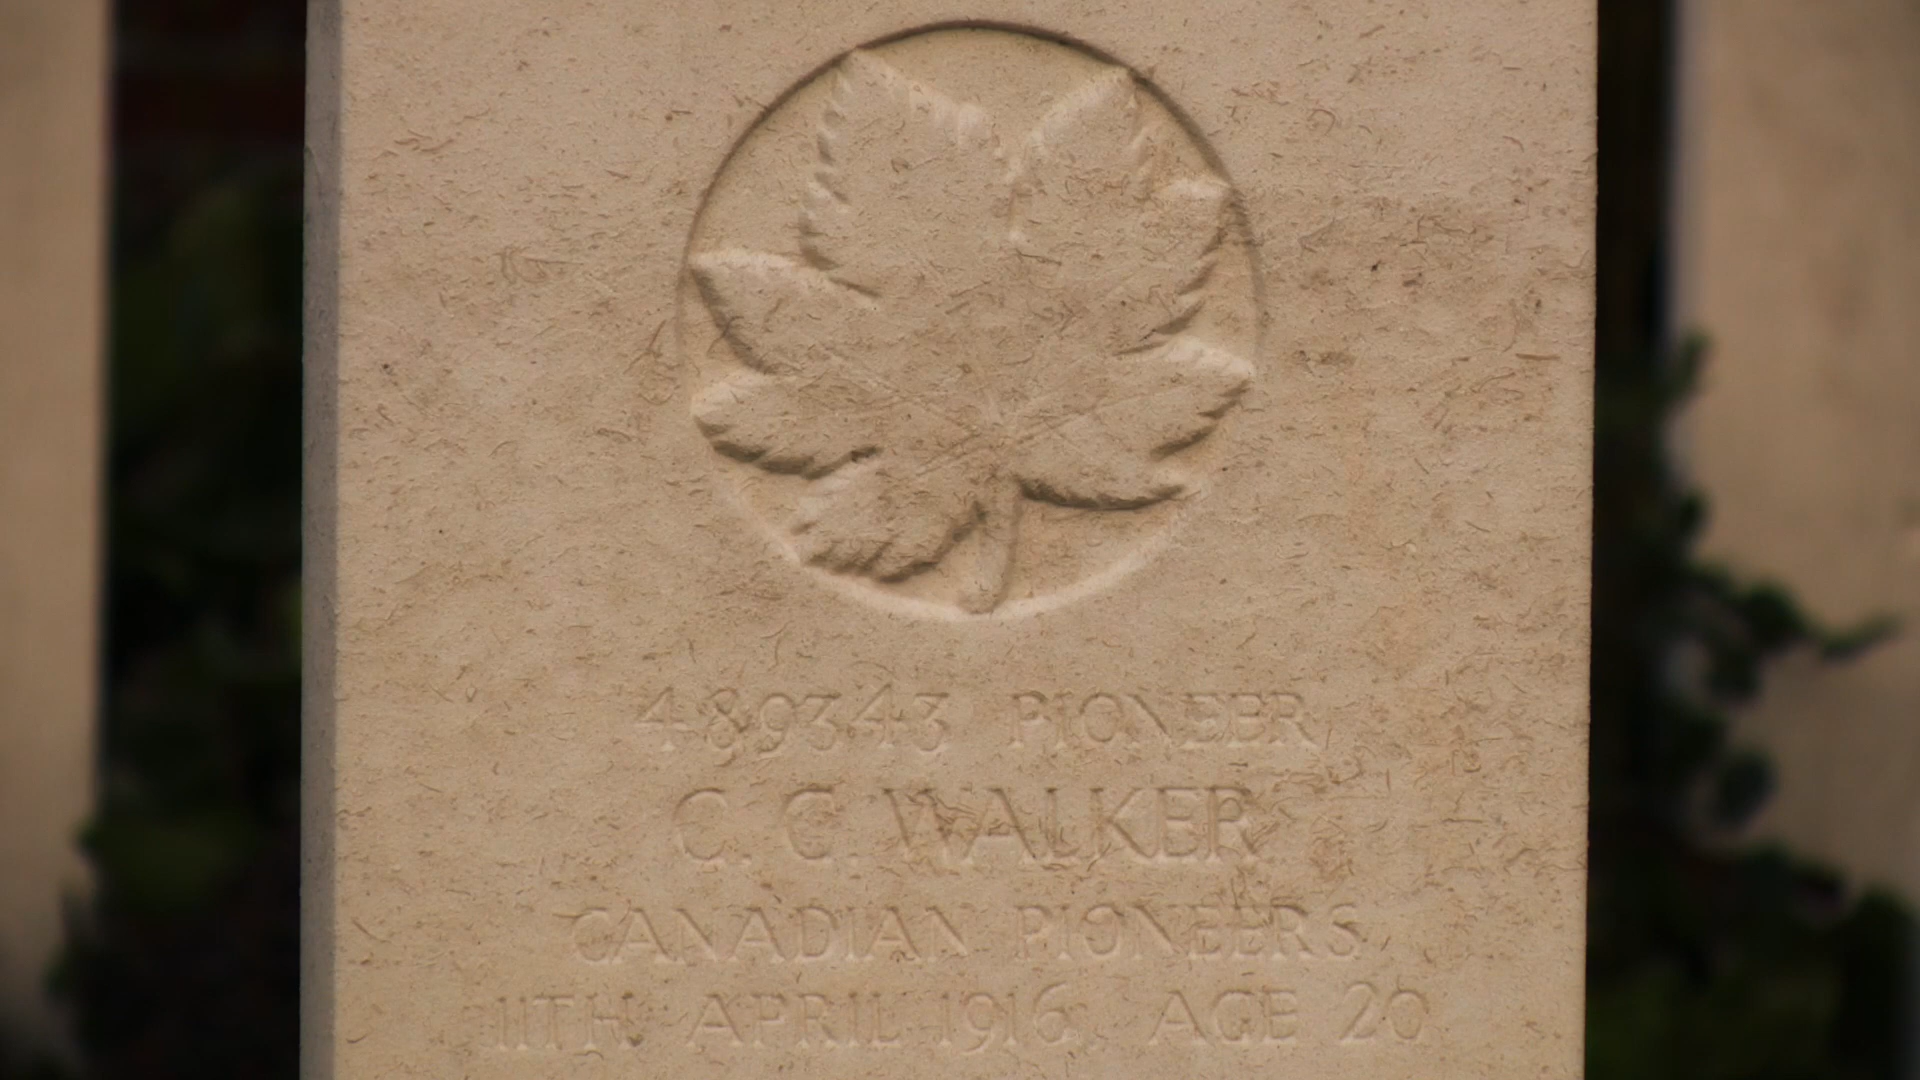 489343 PIONEER
C. C. WALKER
CANADIAN PIONEERS
11TH APRIL 1916 AGE 20